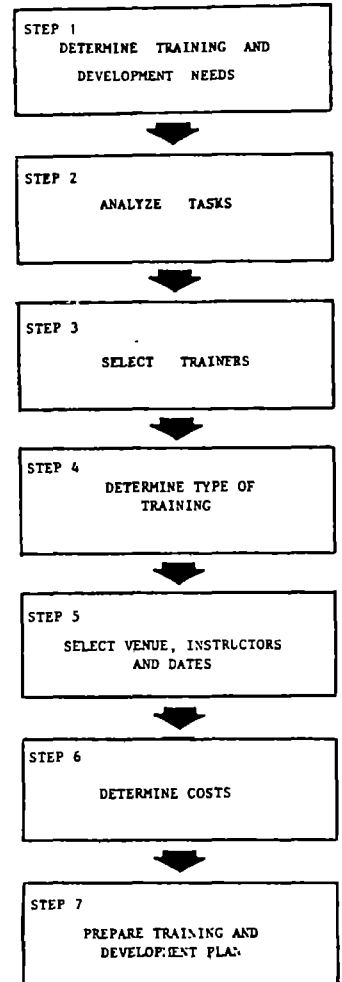 STEP 1
DETERMINE TRAINING AND
DEVELOPMENT NEEDS
STEP 2
ANALYZE TASKS
STEP 3
SELECT TRAINERS
STEP 4
DETERMINE TYPE OF
TRAINING
STEP 5
SELECT VENUE, INSTRUCTORS
AND DATES
STEP 6
DETERMINE COSTS
STEP 7
PREPARE TRAINING AND
DEVELOPMENT PLAN